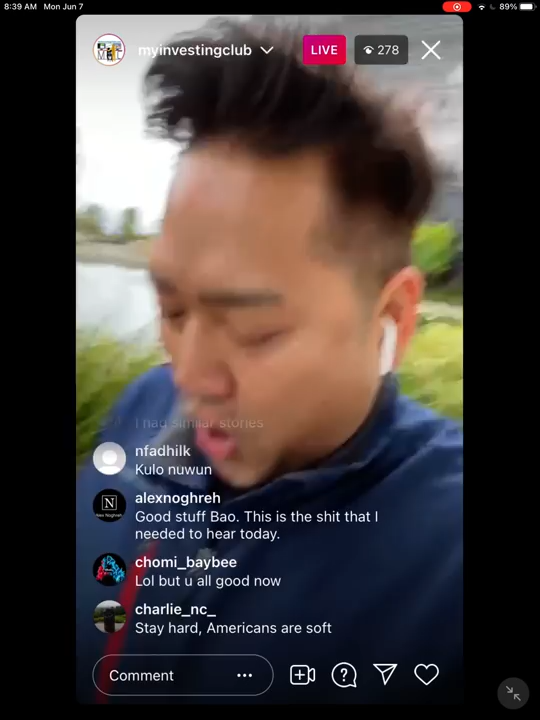 8:39 AM Mon Jun 7
89%
myinvestingclub
LIVE
278
I had similar stories
nfadhilk
Kulo nuwun
alexnoghreh
Good stuff Bao. This is the shit that I
needed to hear today.
chomi_baybee
Lol but u all good now
charlie_nc_
Stay hard, Americans are soft
Comment